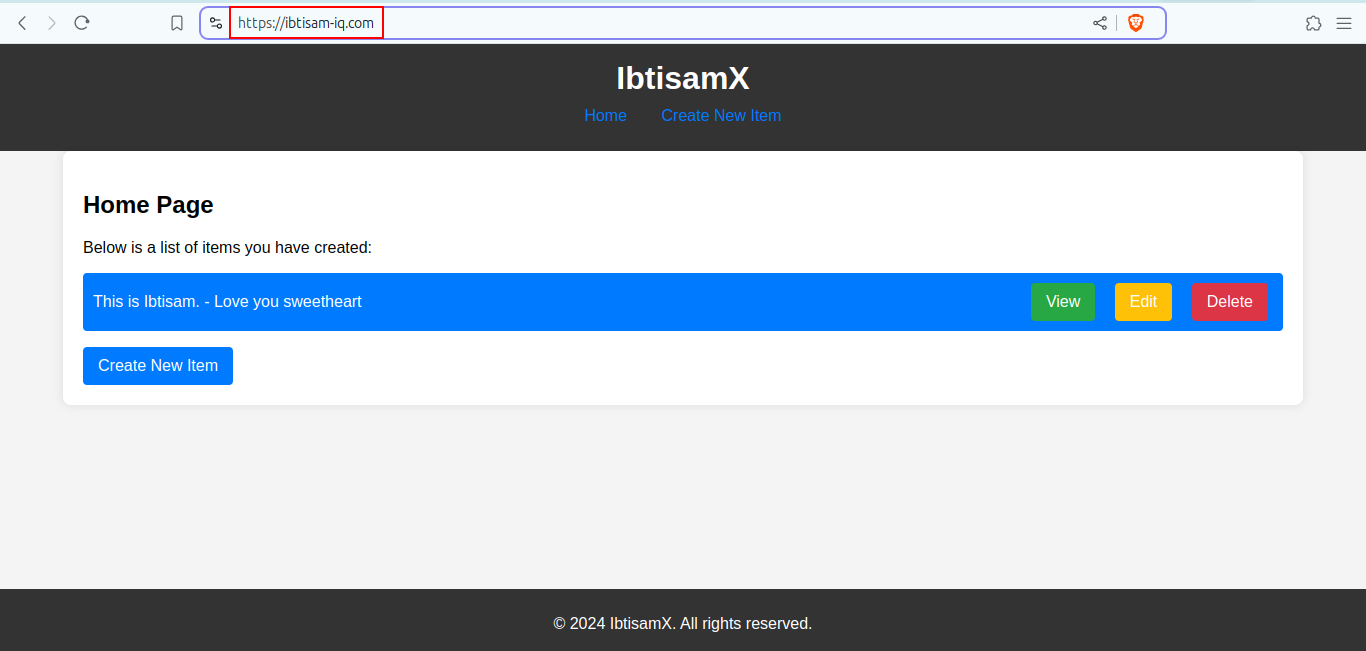 https://ibtisam-iq.com
IbtisamX
Home Create New Item
Home Page
Below is a list of items you have created:
This is Ibtisam. - Love you sweetheart View Edit Delete
Create New Item
© 2024 IbtisamX. All rights reserved.